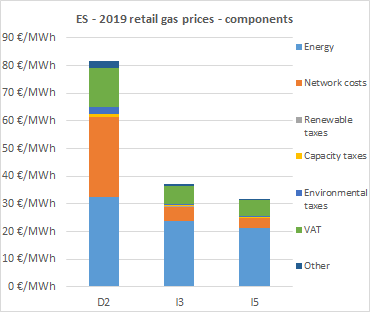 ES - 2019 retail gas prices - components
90 €/MWh
80 €/MWh
70 €/MWh
60 €/MWh
50 €/MWh
40 €/MWh
30 €/MWh
20 €/MWh
10 €/MWh
0 €/MWh
D2
I3
I5
Energy
Network costs
Renewable
taxes
Capacity taxes
Environmental
taxes
VAT
Other